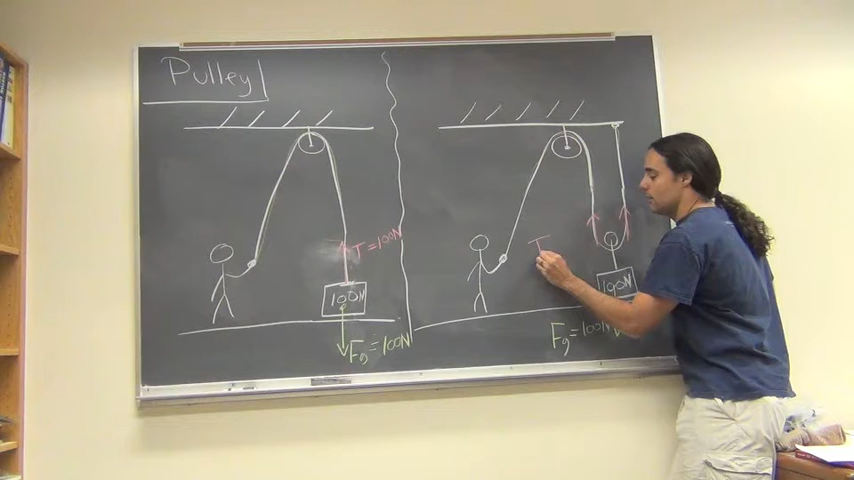 Pulley
T = 100N
100N
Fg = 100N
T
100N
Fg = 100N